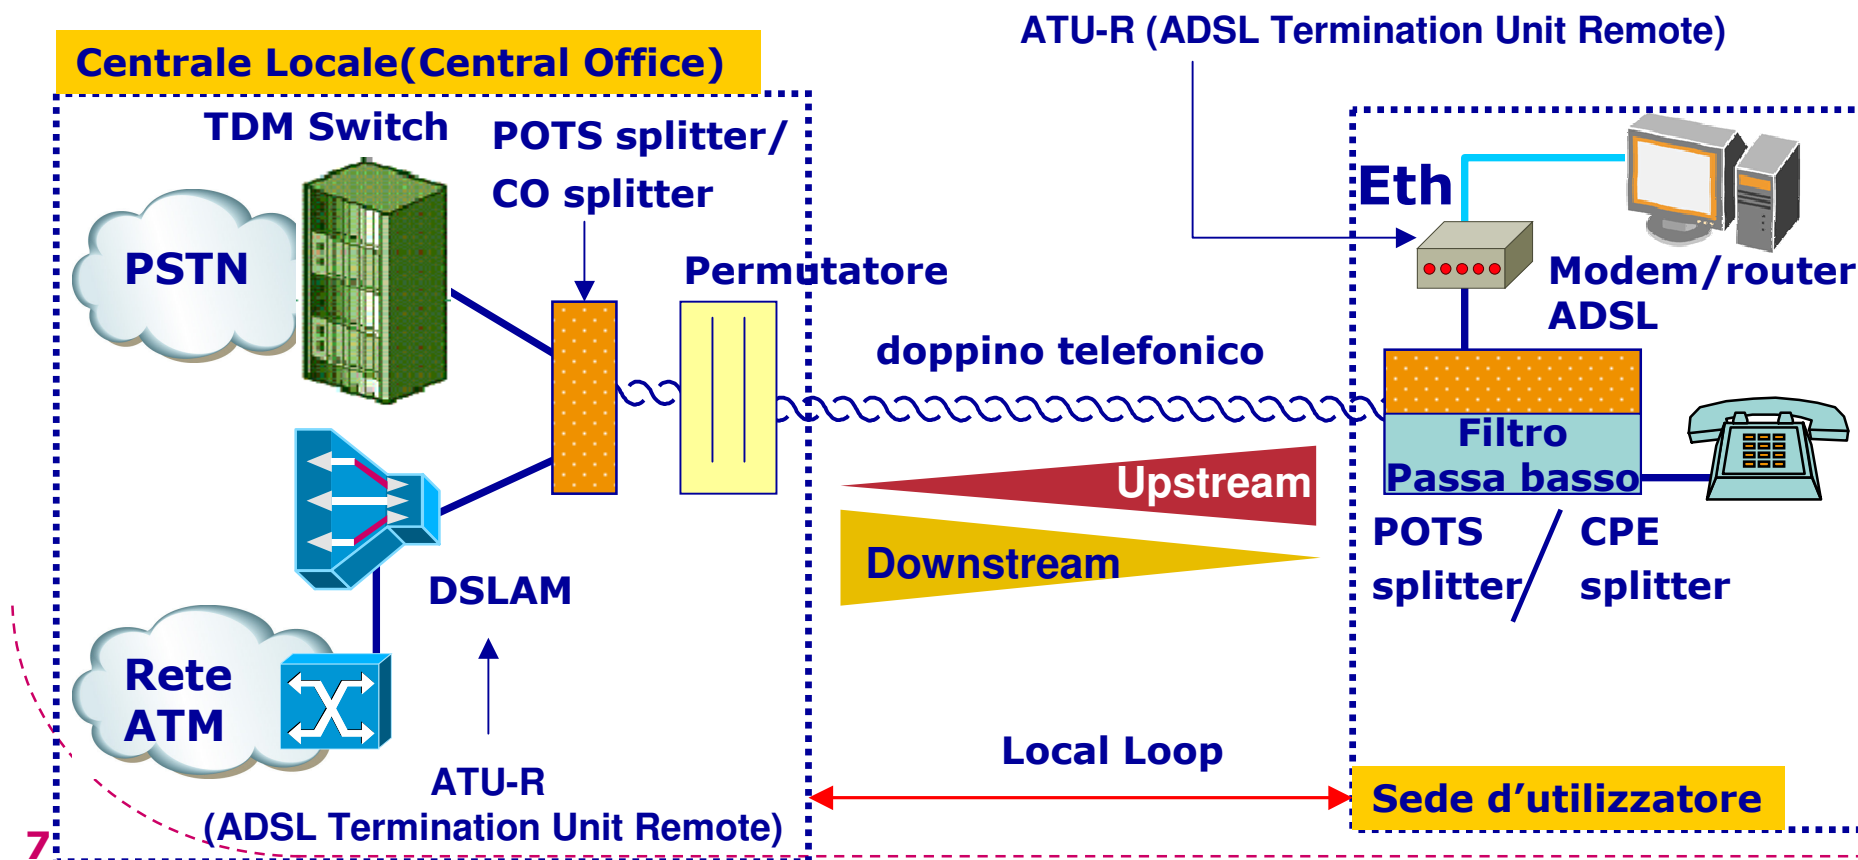 ATU-R (ADSL Termination Unit Remote)
Centrale Locale(Central Office)
TDM Switch
POTS splitter/
CO splitter
PSTN
Permutatore
Eth
Modem/router
ADSL
doppino telefonico
Filtro
Passa basso
Upstream
Downstream
POTS
splitter
CPE
splitter
DSLAM
Rete
ATM
Local Loop
ATU-R
(ADSL Termination Unit Remote)
Sede d’utilizzatore
7